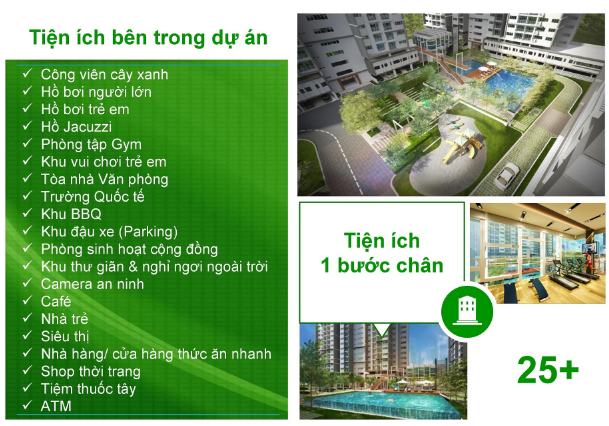 Tiện ích bên trong dự án
✓ Công viên cây xanh
✓ Hồ bơi người lớn
✓ Hồ bơi trẻ em
✓ Hồ Jacuzzi
✓ Phòng tập Gym
✓ Khu vui chơi trẻ em
✓ Tòa nhà Văn phòng
✓ Trường Quốc tế
✓ Khu BBQ
✓ Khu đậu xe (Parking)
✓ Phòng sinh hoạt cộng đồng
✓ Khu thư giãn & nghỉ ngơi ngoài trời
✓ Camera an ninh
✓ Café
✓ Nhà trẻ
✓ Siêu thị
✓ Nhà hàng/ cửa hàng thức ăn nhanh
✓ Shop thời trang
✓ Tiệm thuốc tây
✓ ATM
Tiện ích
1 bước chân
25+